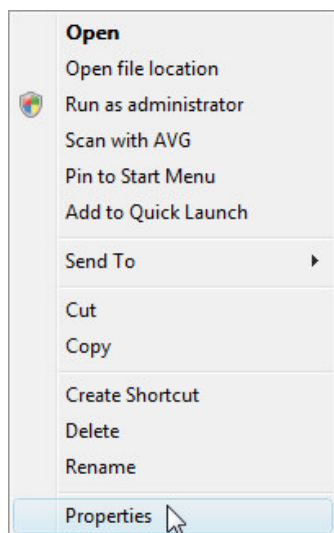 Open
Open file location
Run as administrator
Scan with AVG
Pin to Start Menu
Add to Quick Launch
Send To
Cut
Copy
Create Shortcut
Delete
Rename
Properties